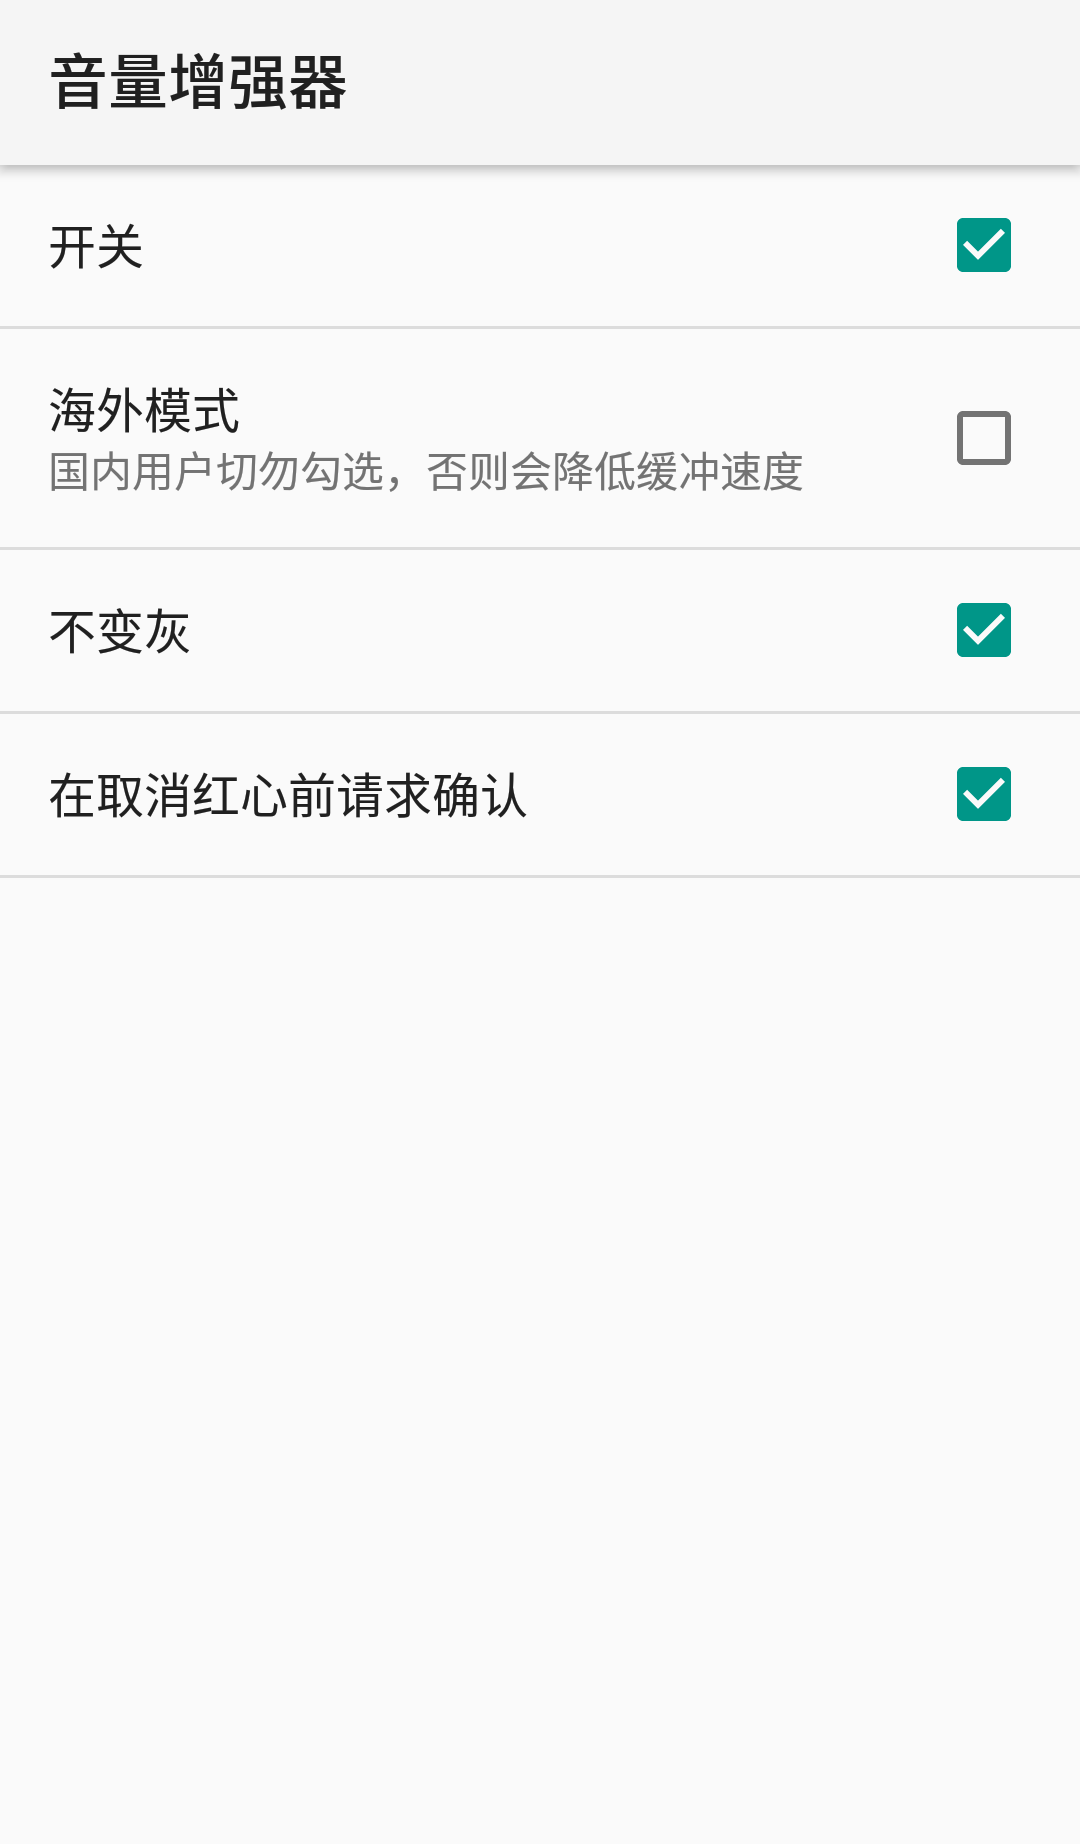 音量增强器
开关
海外模式
国内用户切勿勾选，否则会降低缓冲速度
不变灰
在取消红心前请求确认